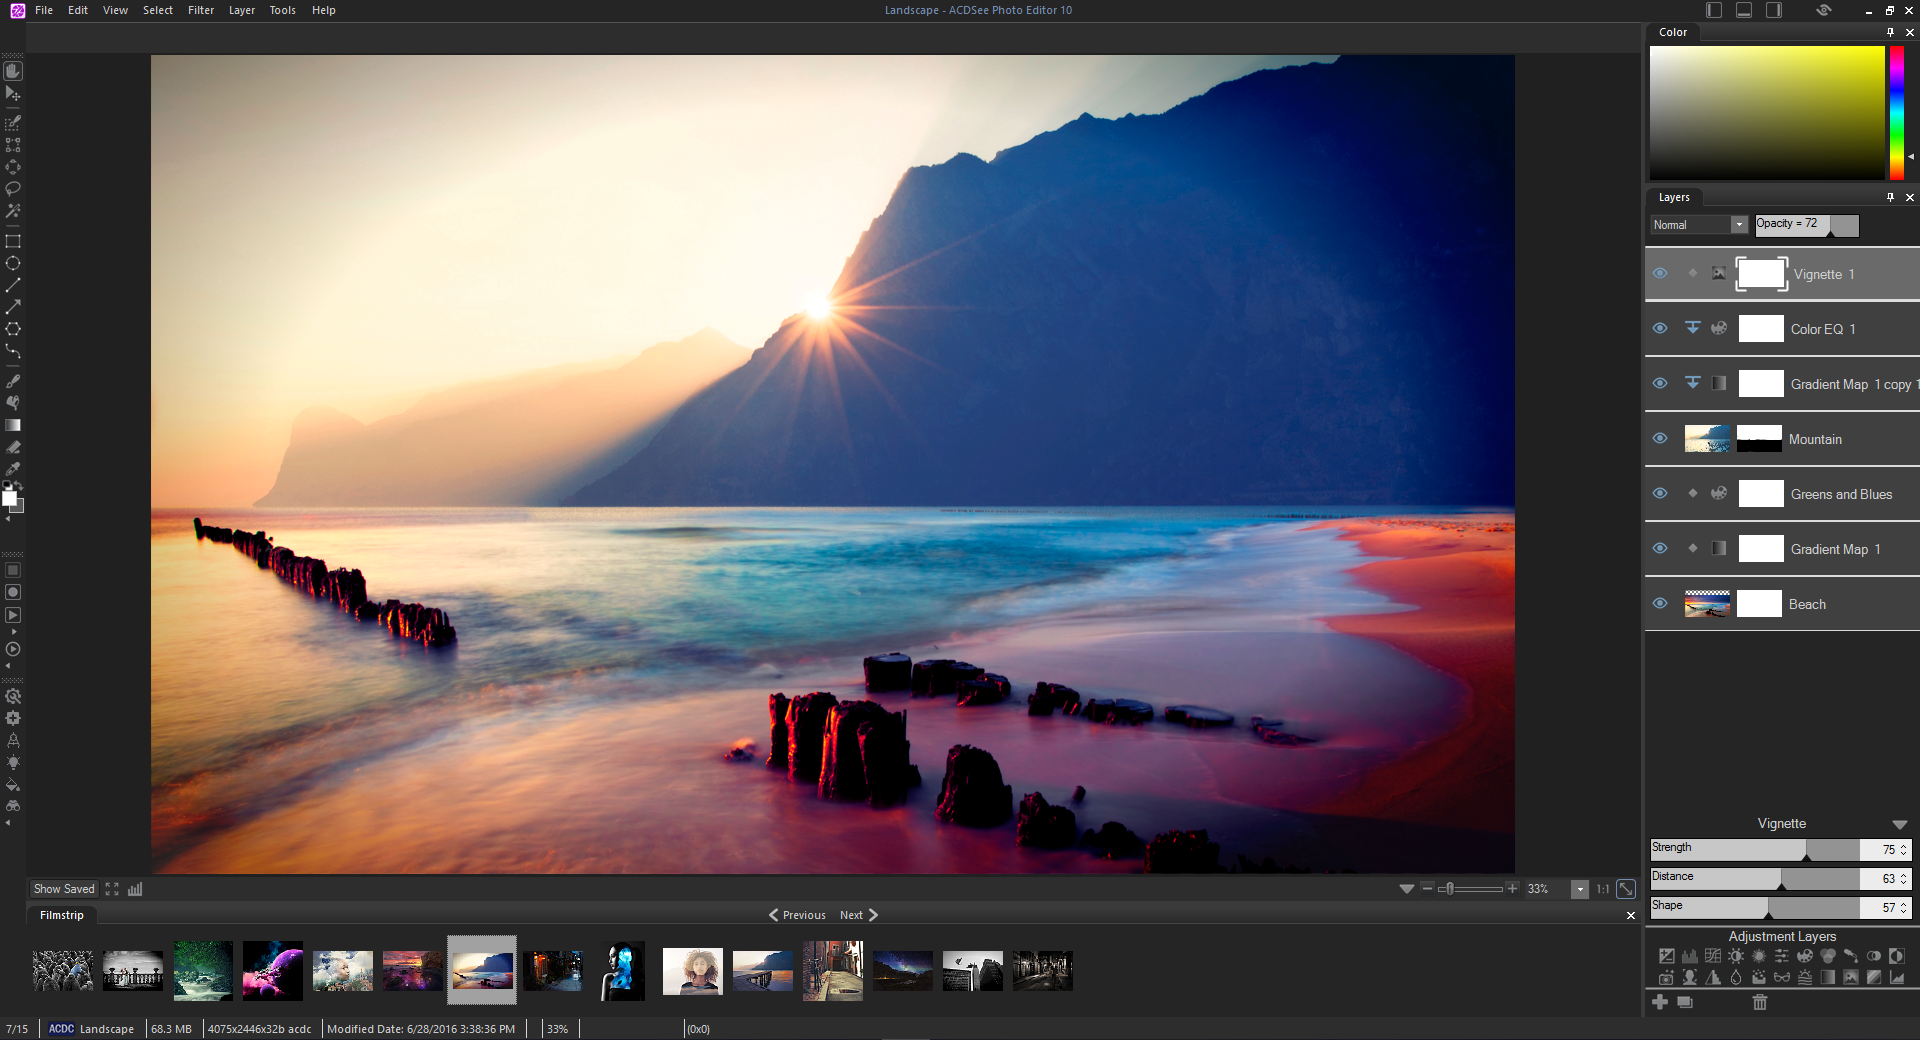 File Edit View Select Filter Layer Tools Help
Landscape - ACDSee Photo Editor 10
Color
Layers
Normal Opacity = 72
Vignette 1
Color EQ 1
Gradient Map 1 copy 1
Mountain
Greens and Blues
Gradient Map 1
Beach
Vignette
Strength 75
Distance 63
Shape 57
Adjustment Layers
Show Saved
33% 1:1
Filmstrip Previous Next
7/15 ACDC Landscape 68.3 MB 4075x2446x32b acdc Modified Date: 6/28/2016 3:38:36 PM 33% (0x0)